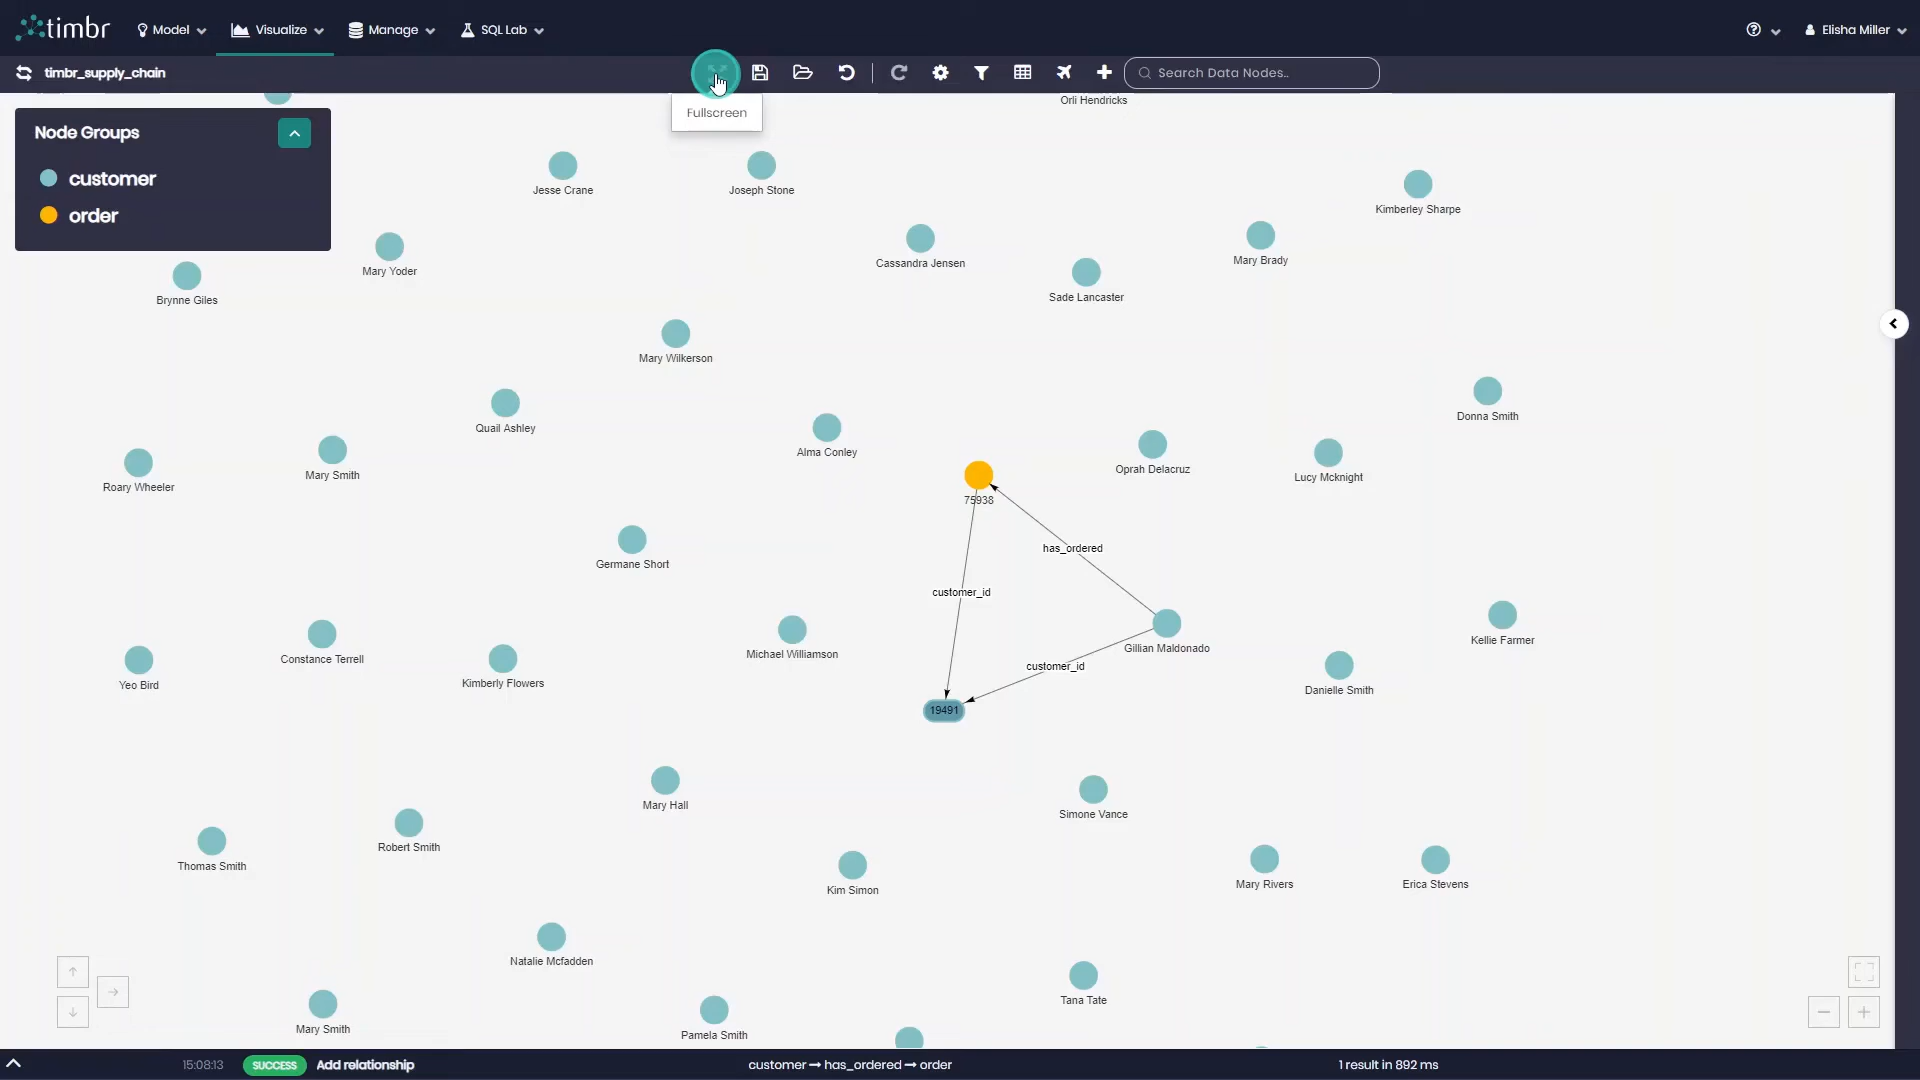 timbr
Model
Visualize
Manage
SQL Lab
Elisha Miller
timbr_supply_chain
Search Data Nodes..
Fullscreen
Orli Hendricks
Node Groups
customer
order
Jesse Crane
Joseph Stone
Kimberley Sharpe
Mary Yoder
Cassandra Jensen
Mary Brady
Brynne Giles
Sade Lancaster
Mary Wilkerson
Donna Smith
Quail Ashley
Alma Conley
Oprah Delacruz
Lucy Mcknight
Roary Wheeler
Mary Smith
75938
has_ordered
Germane Short
customer_id
Kellie Farmer
Gillian Maldonado
Michael Williamson
Constance Terrell
customer_id
Yeo Bird
Kimberly Flowers
Danielle Smith
19491
Mary Hall
Simone Vance
Robert Smith
Thomas Smith
Kim Simon
Mary Rivers
Erica Stevens
Natalie Mcfadden
Tana Tate
Mary Smith
Pamela Smith
15:08:13
SUCCESS
Add relationship
customer → has_ordered → order
1 result in 892 ms